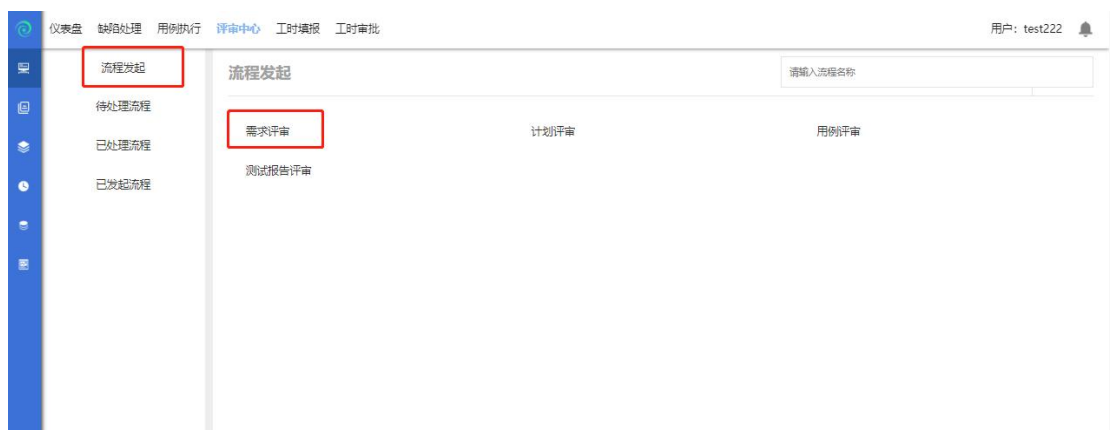 仪表盘 缺陷处理 用例执行 评审中心 工时填报 工时审批 用户：test222
流程发起
待处理流程
已处理流程
已发起流程
流程发起 请输入流程名称
需求评审 计划评审 用例评审
测试报告评审